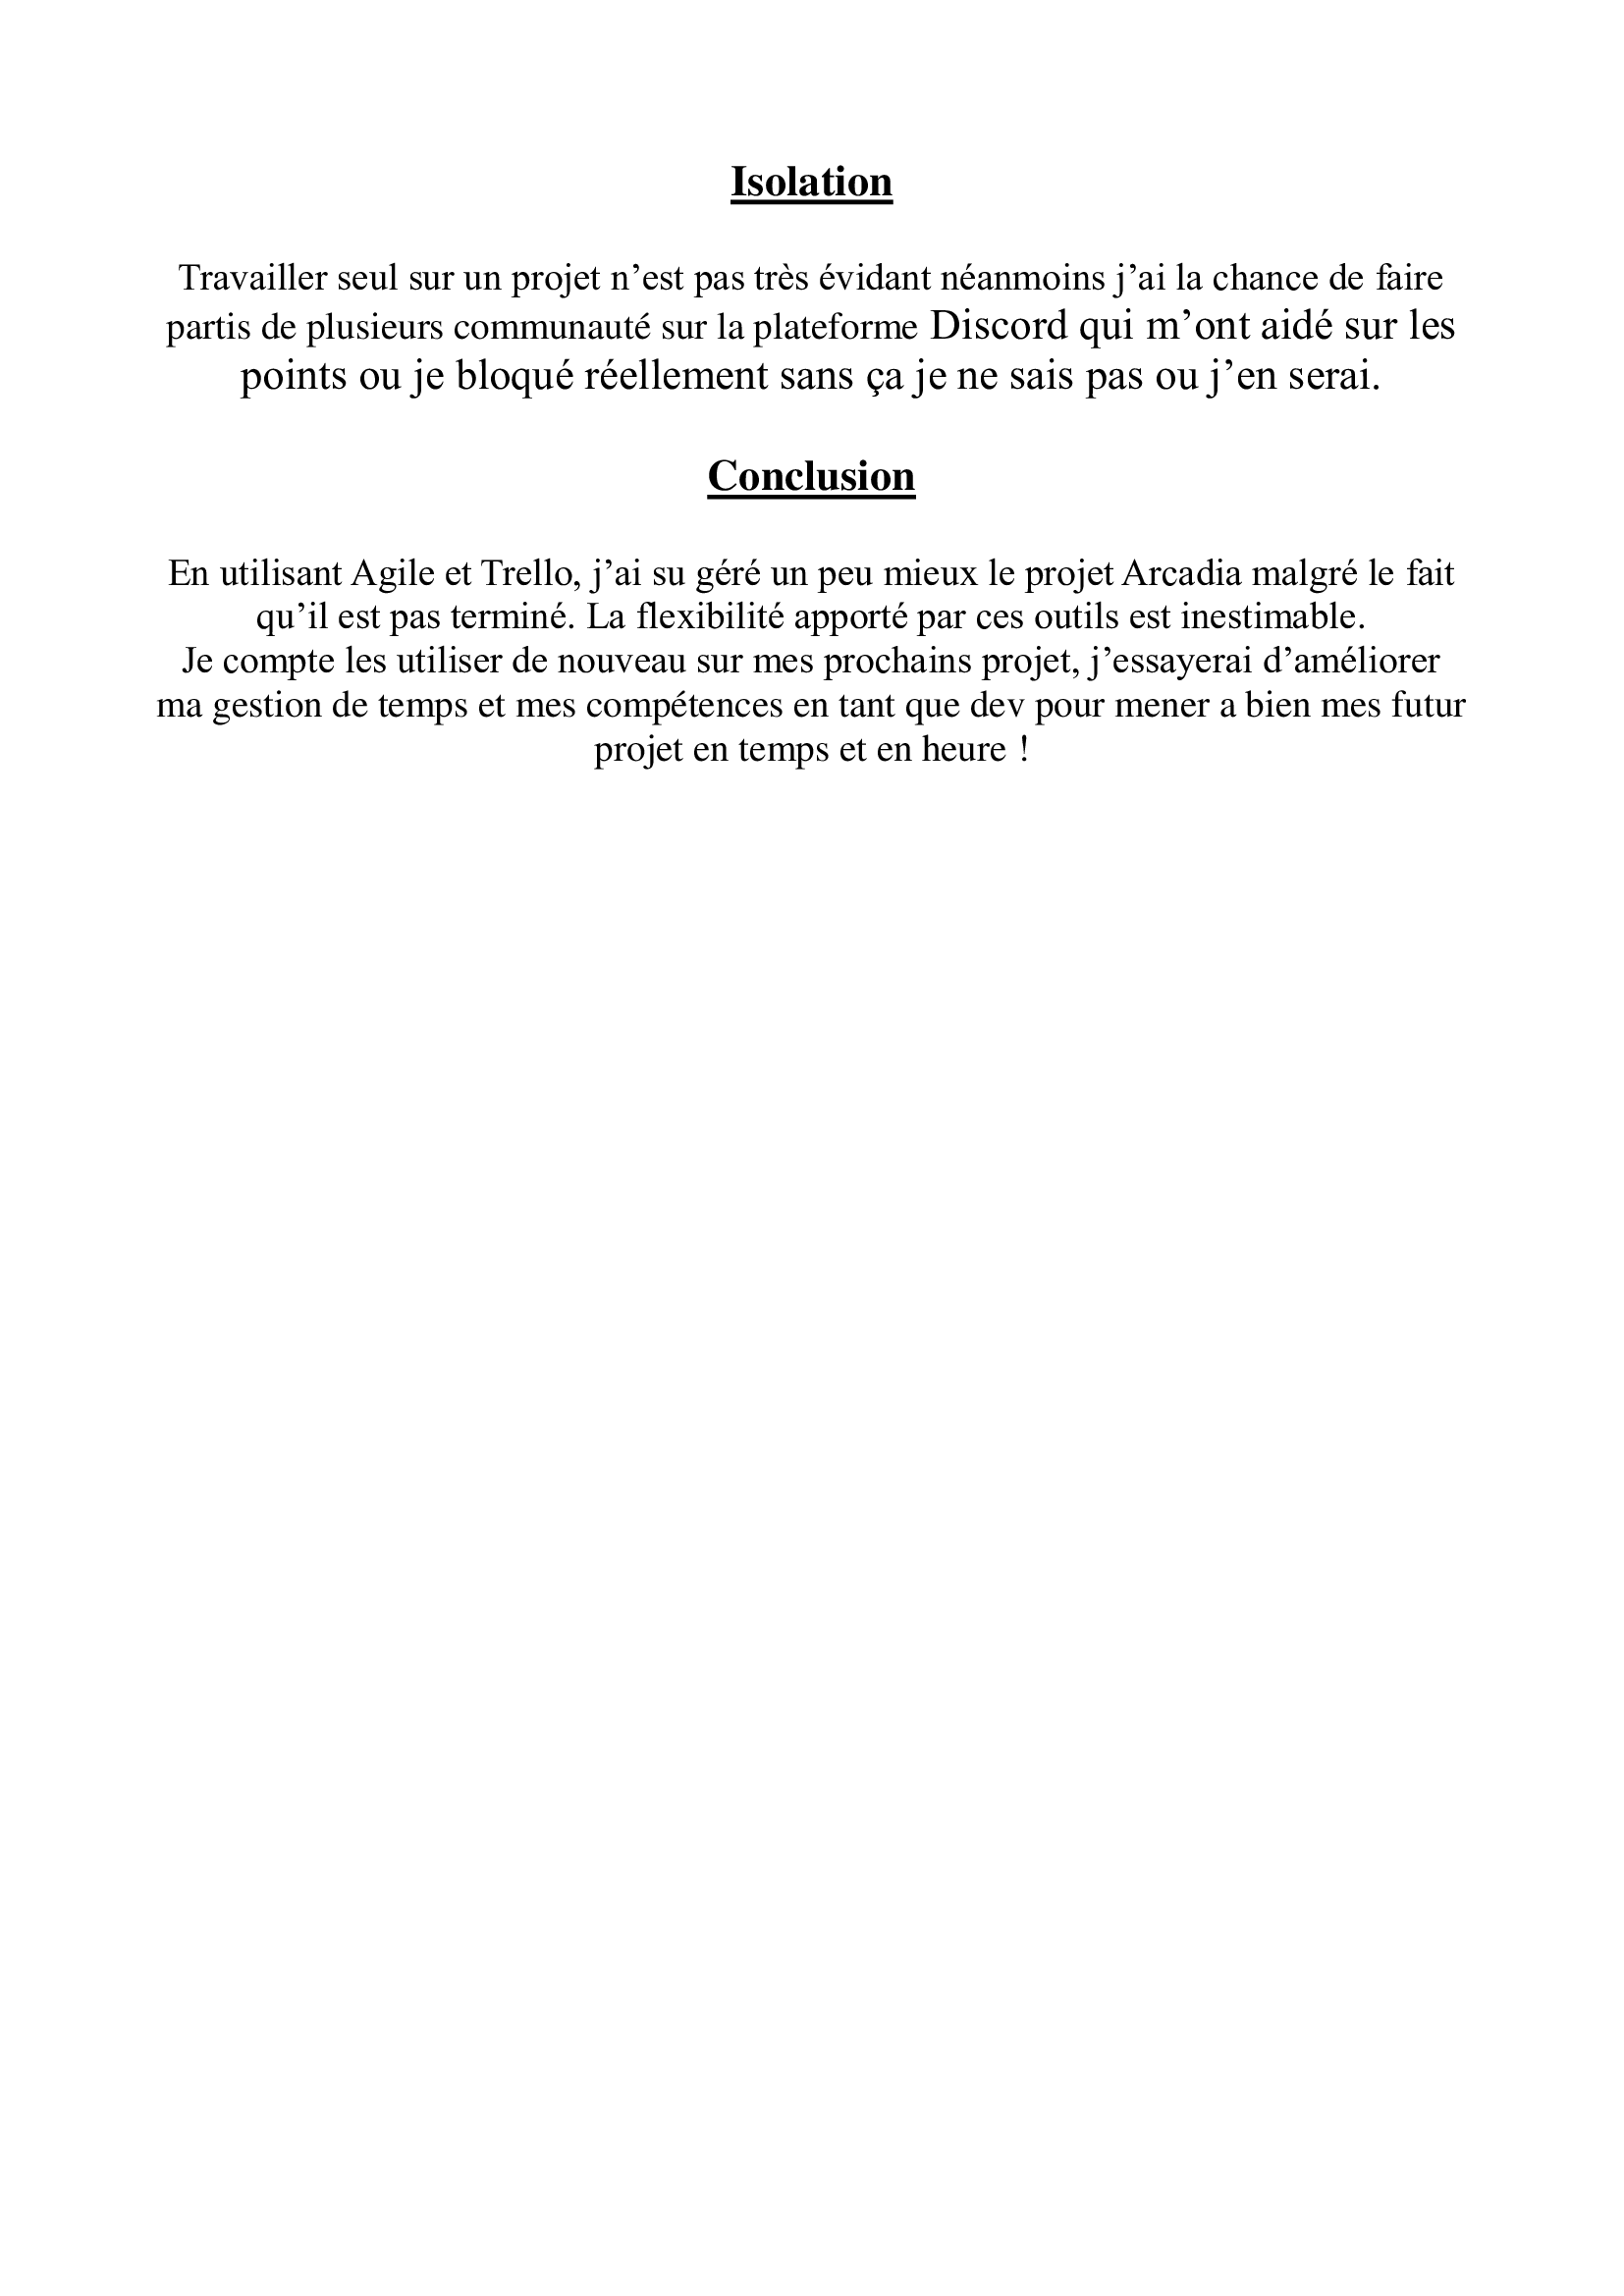 Isolation
Travailler seul sur un projet n’est pas très évidant néanmoins j’ai la chance de faire
partis de plusieurs communauté sur la plateforme Discord qui m’ont aidé sur les
points ou je bloqué réellement sans ça je ne sais pas ou j’en serai.
Conclusion
En utilisant Agile et Trello, j’ai su géré un peu mieux le projet Arcadia malgré le fait
qu’il est pas terminé. La flexibilité apporté par ces outils est inestimable.
Je compte les utiliser de nouveau sur mes prochains projet, j’essayerai d’améliorer
ma gestion de temps et mes compétences en tant que dev pour mener a bien mes futur
projet en temps et en heure !